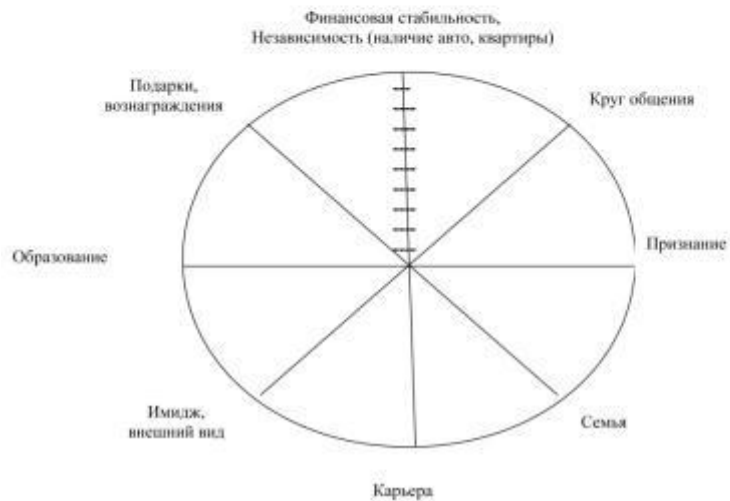 Финансовая стабильность,
Независимость (наличие авто, квартиры)
Подарки,
вознаграждения
Круг общения
Образование
Признание
Имидж,
внешний вид
Семья
Карьера